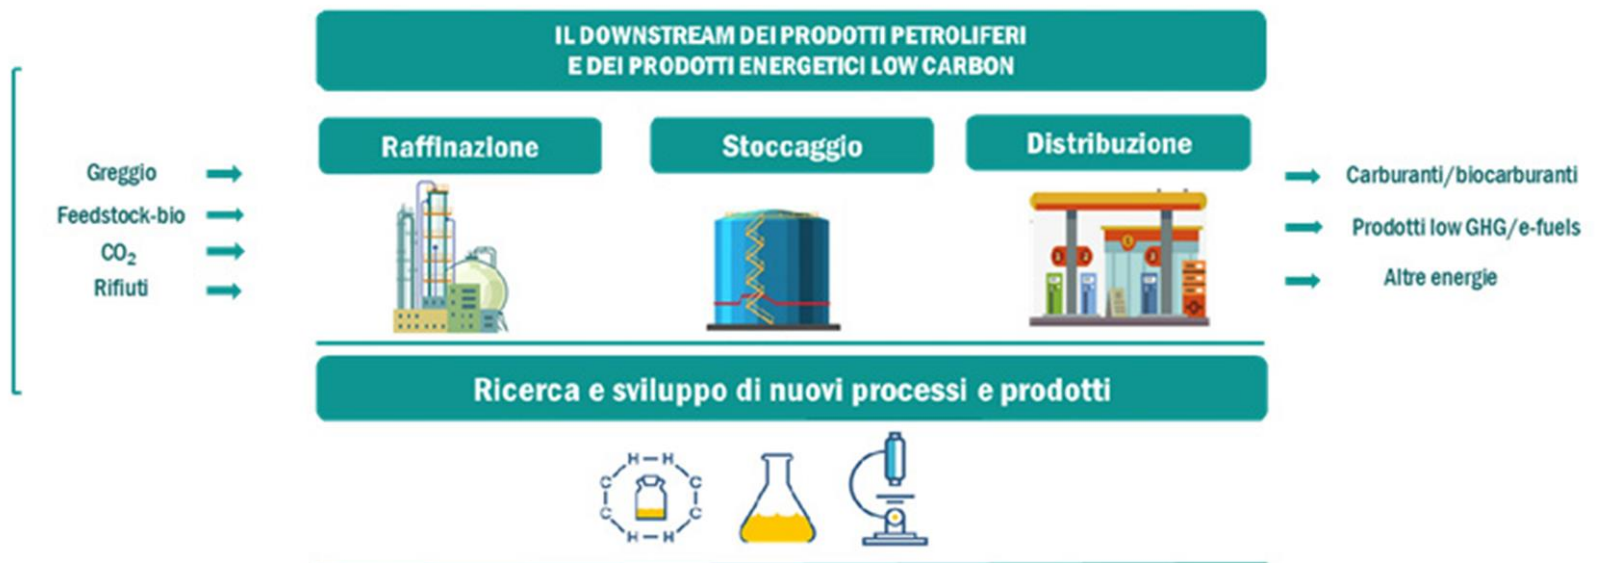 IL DOWNSTREAM DEI PRODOTTI PETROLIFERI
E DEI PRODOTTI ENERGETICI LOW CARBON
Raffinazione
Stoccaggio
Distribuzione
Greggio
Feedstock-bio
CO₂
Rifiuti
Carburanti/biocarburanti
Prodotti low GHG/e-fuels
Altre energie
Ricerca e sviluppo di nuovi processi e prodotti
H H
C C
C C
H H